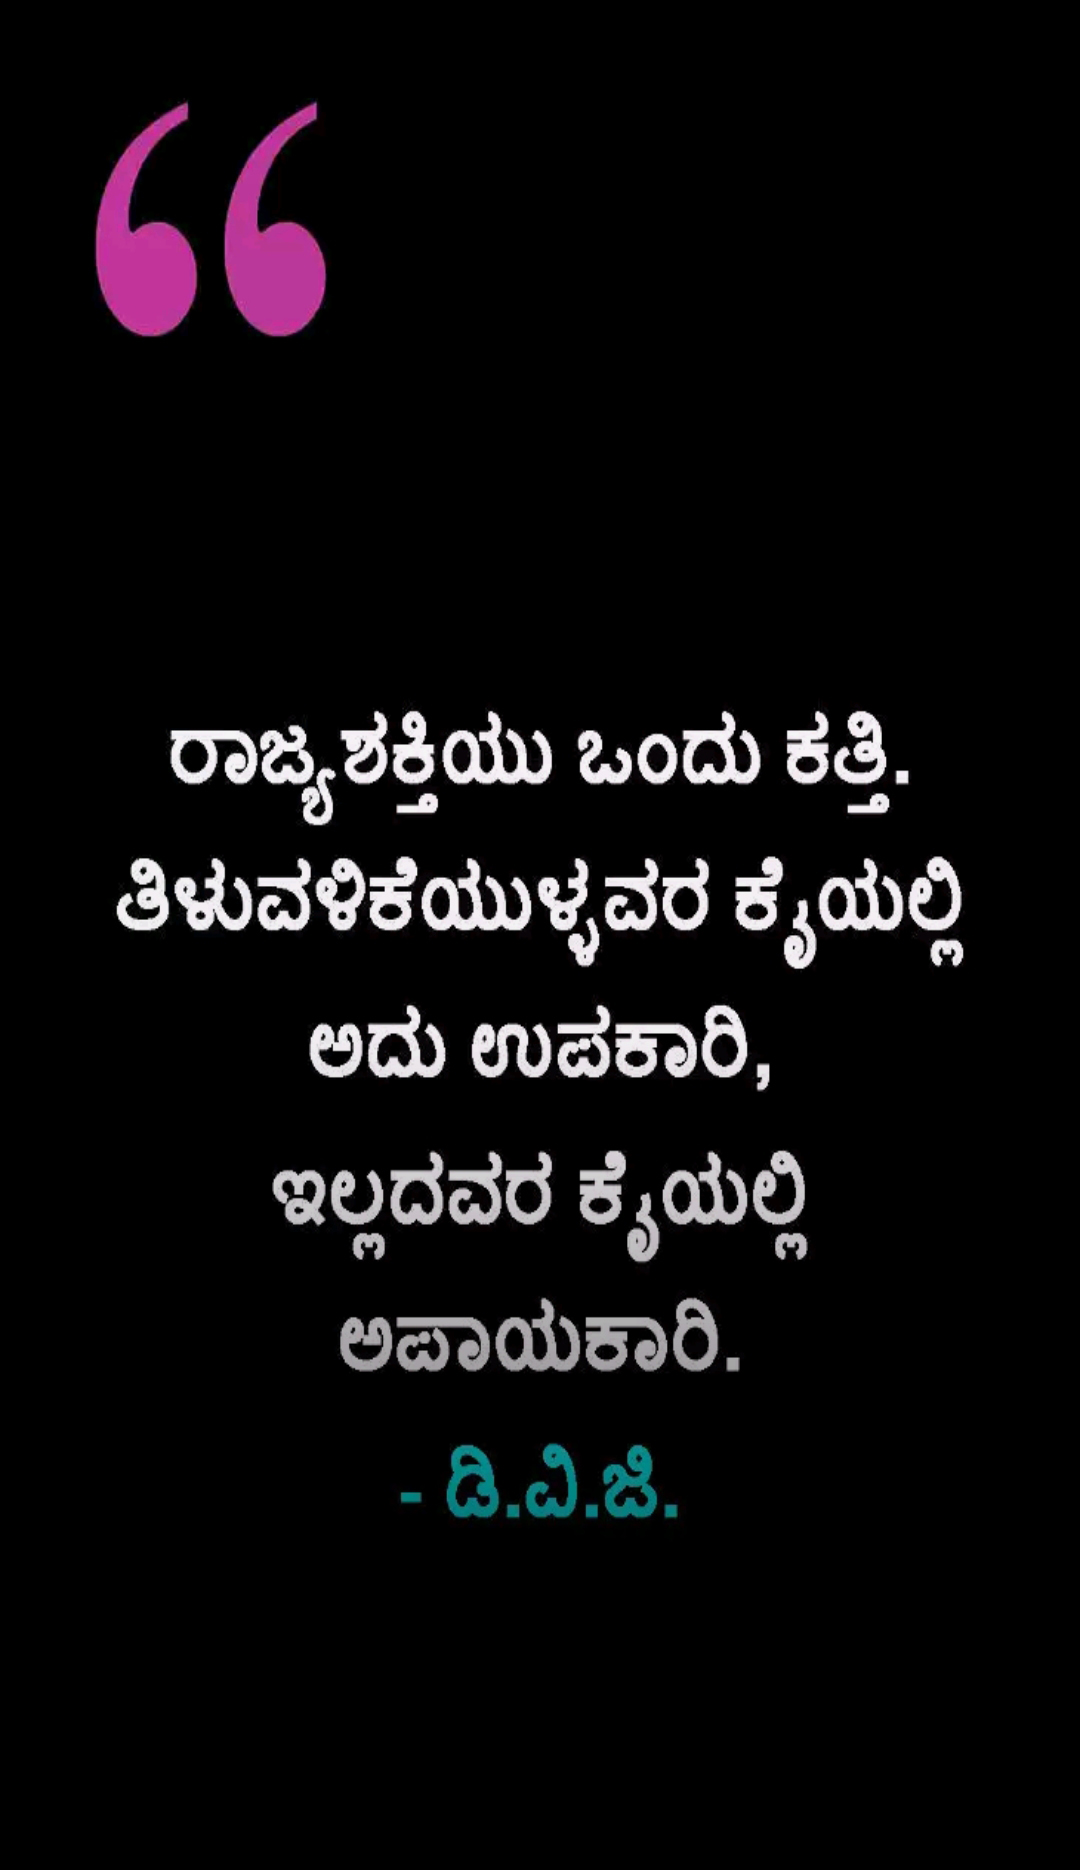 “
ರಾಜ್ಯಶಕ್ತಿಯು ಒಂದು ಕತ್ತಿ.
ತಿಳುವಳಿಕೆಯುಳ್ಳವರ ಕೈಯಲ್ಲಿ
ಅದು ಉಪಕಾರಿ,
ಇಲ್ಲದವರ ಕೈಯಲ್ಲಿ
ಅಪಾಯಕಾರಿ.
- ಡಿ.ವಿ.ಜಿ.